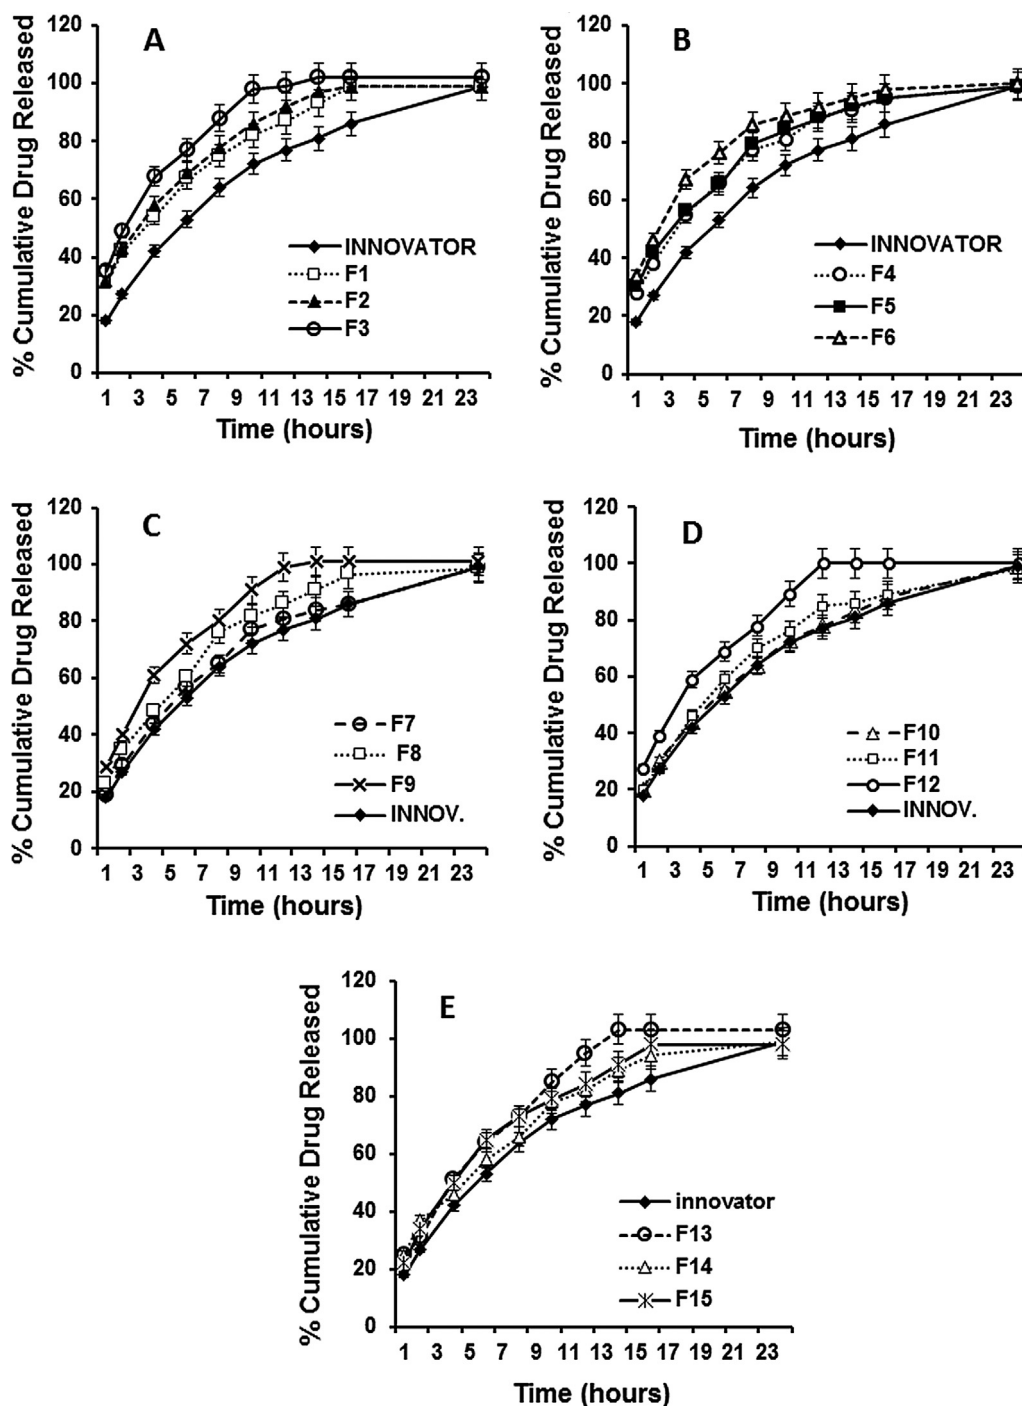 A
% Cumulative Drug Released
120
100
80
60
40
20
0
INNOVATOR
F1
F2
F3
1 3 5 7 9 11 13 15 17 19 21 23
Time (hours)
B
% Cumulative Drug Released
120
100
80
60
40
20
0
INNOVATOR
F4
F5
F6
1 3 5 7 9 11 13 15 17 19 21 23
Time (hours)
C
% Cumulative Drug Released
120
100
80
60
40
20
0
F7
F8
F9
INNOV.
1 3 5 7 9 11 13 15 17 19 21 23
Time (hours)
D
% Cumulative Drug Released
120
100
80
60
40
20
0
F10
F11
F12
INNOV.
1 3 5 7 9 11 13 15 17 19 21 23
Time (hours)
E
% Cumulative Drug Released
120
100
80
60
40
20
0
innovator
F13
F14
F15
1 3 5 7 9 11 13 15 17 19 21 23
Time (hours)